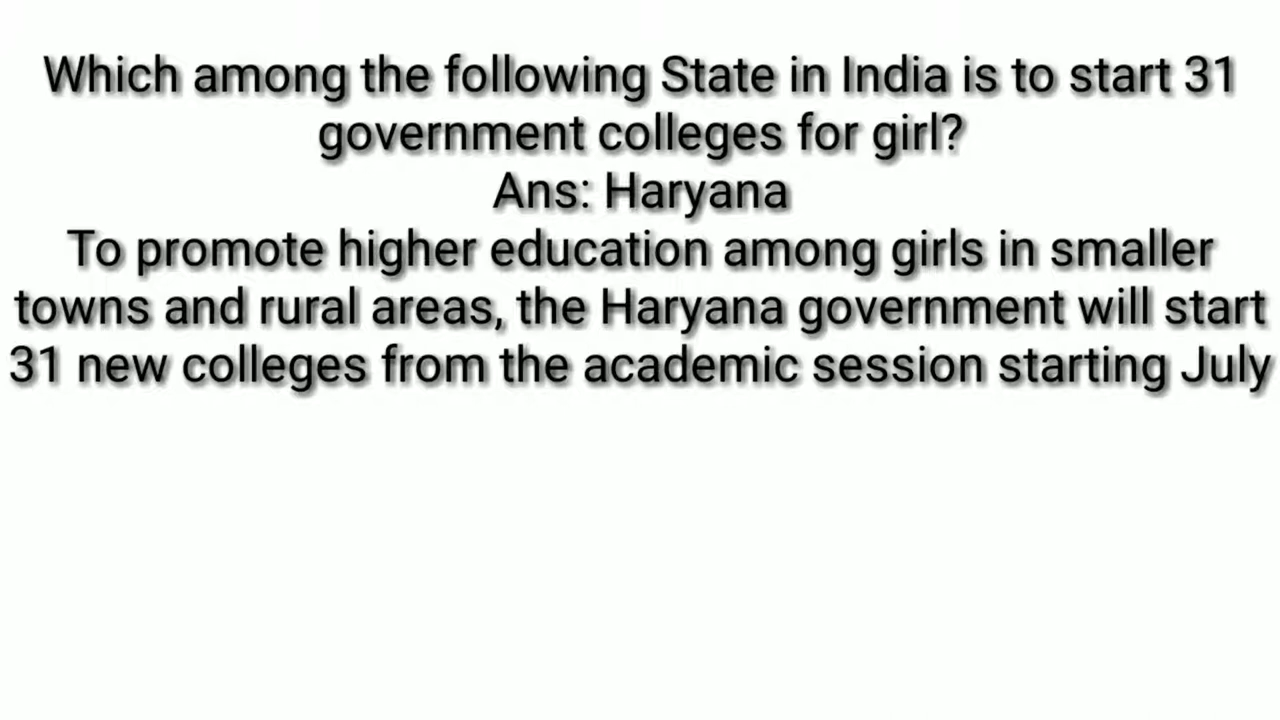 Which among the following State in India is to start 31
government colleges for girl?
Ans: Haryana
To promote higher education among girls in smaller
towns and rural areas, the Haryana government will start
31 new colleges from the academic session starting July